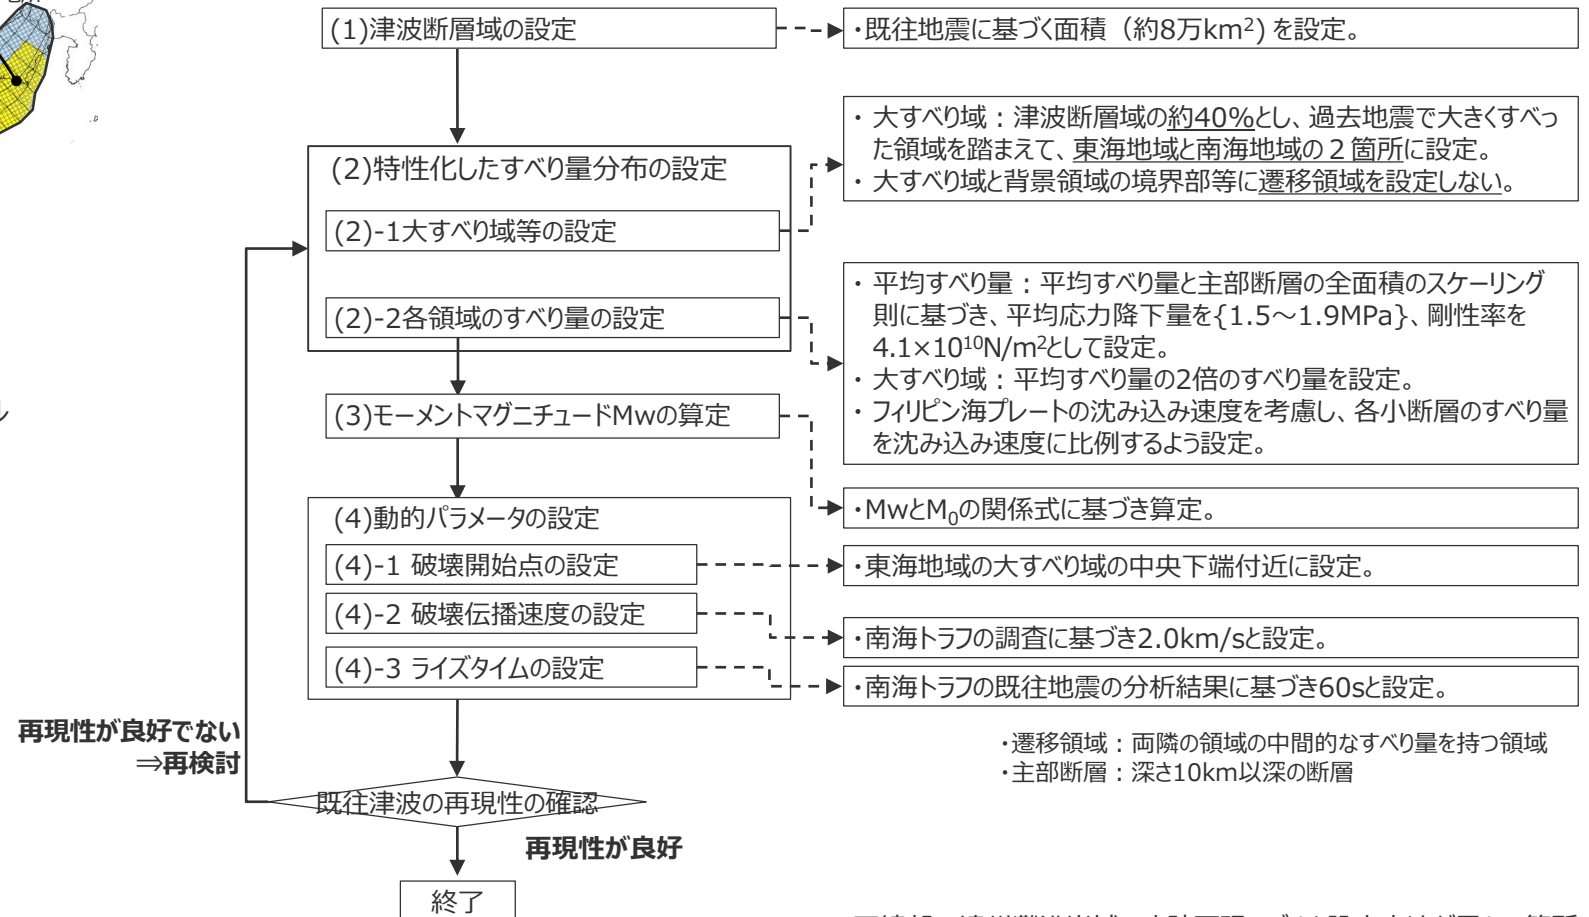 (1)津波断層域の設定
・既往地震に基づく面積（約8万km²) を設定。
(2)特性化したすべり量分布の設定
(2)-1大すべり域等の設定
(2)-2各領域のすべり量の設定
・ 大すべり域：津波断層域の約40%とし、過去地震で大きくすべっ
た領域を踏まえて、東海地域と南海地域の２箇所に設定。
・ 大すべり域と背景領域の境界部等に遷移領域を設定しない。
・ 平均すべり量：平均すべり量と主部断層の全面積のスケーリング
則に基づき、平均応力降下量を{1.5～1.9MPa}、剛性率を
4.1×10¹⁰N/m²として設定。
・ 大すべり域：平均すべり量の2倍のすべり量を設定。
・ フィリピン海プレートの沈み込み速度を考慮し、各小断層のすべり量
を沈み込み速度に比例するよう設定。
(3)モーメントマグニチュードMwの算定
・MwとM₀の関係式に基づき算定。
(4)動的パラメータの設定
(4)-1 破壊開始点の設定
・東海地域の大すべり域の中央下端付近に設定。
(4)-2 破壊伝播速度の設定
・南海トラフの調査に基づき2.0km/sと設定。
(4)-3 ライズタイムの設定
・南海トラフの既往地震の分析結果に基づき60sと設定。
再現性が良好でない
⇒再検討
・遷移領域：両隣の領域の中間的なすべり量を持つ領域
・主部断層：深さ10km以深の断層
既往津波の再現性の確認
再現性が良好
終了